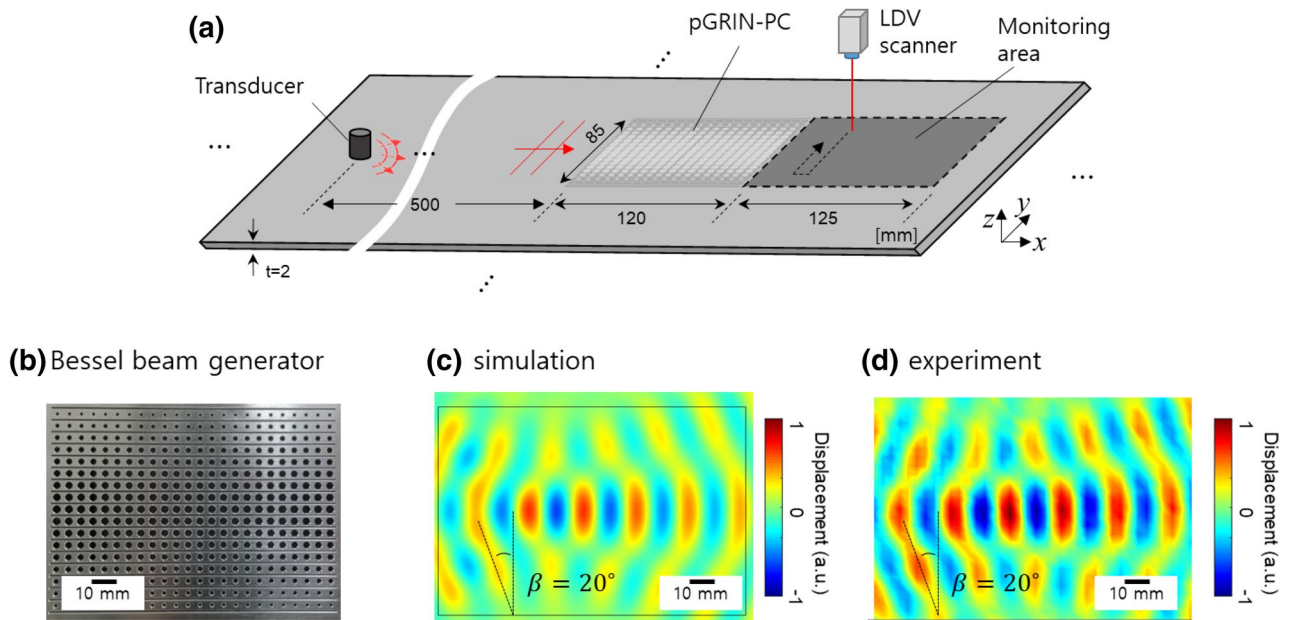 (a)
pGRIN-PC
LDV
scanner
Monitoring
area
Transducer
...
...
85
...
...
500
120
125
[mm]
t=2
...
z
y
x
(b) Bessel beam generator
(c) simulation
(d) experiment
10 mm
β = 20°
10 mm
1
0
-1
Displacement (a.u.)
β = 20°
10 mm
1
0
-1
Displacement (a.u.)